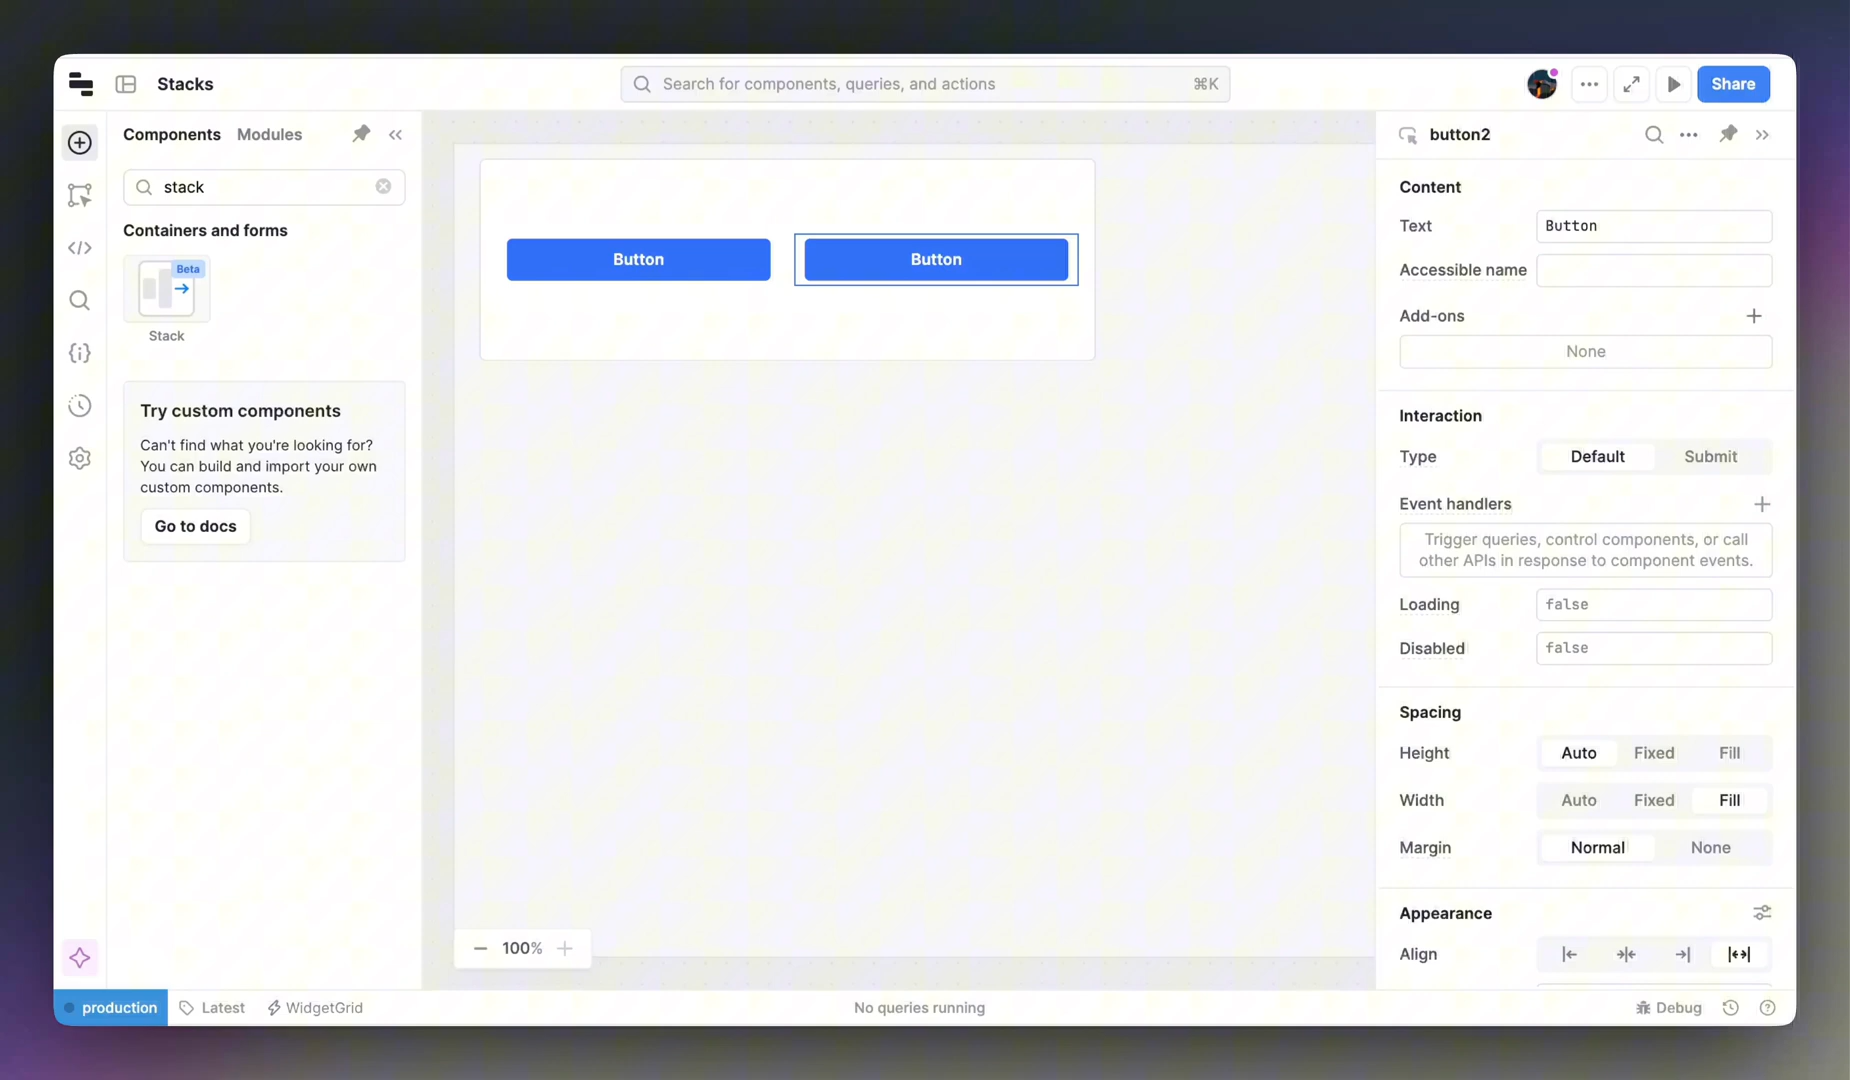 Stacks
Search for components, queries, and actions
⌘K
Share
Components
Modules
stack
Containers and forms
Beta
Stack
Try custom components
Can't find what you're looking for?
You can build and import your own
custom components.
Go to docs
Button
Button
100%
button2
Content
Text
Button
Accessible name
Add-ons
None
Interaction
Type
Default
Submit
Event handlers
Trigger queries, control components, or call
other APIs in response to component events.
Loading
false
Disabled
false
Spacing
Height
Auto
Fixed
Fill
Width
Auto
Fixed
Fill
Margin
Normal
None
Appearance
Align
production
Latest
WidgetGrid
No queries running
Debug